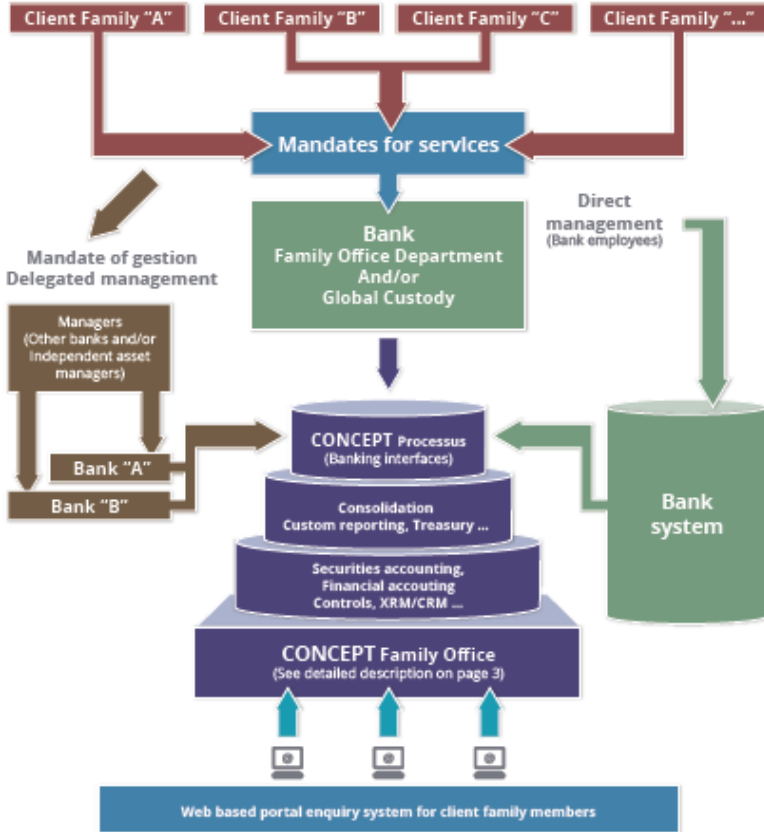 Client Family “A”
Client Family “B”
Client Family “C”
Client Family “...”
Mandates for services
Bank
Family Office Department
And/or
Global Custody
Direct
management
(Bank employees)
Mandate of gestion
Delegated management
Managers
(Other banks and/or
Independent asset
managers)
Bank “A”
Bank “B”
CONCEPT Processus
(Banking interfaces)
Consolidation
Custom reporting, Treasury ...
Securities accounting,
Financial accouting
Controls, XRM/CRM ...
Bank
system
CONCEPT Family Office
(See detailed description on page 3)
Web based portal enquiry system for client family members